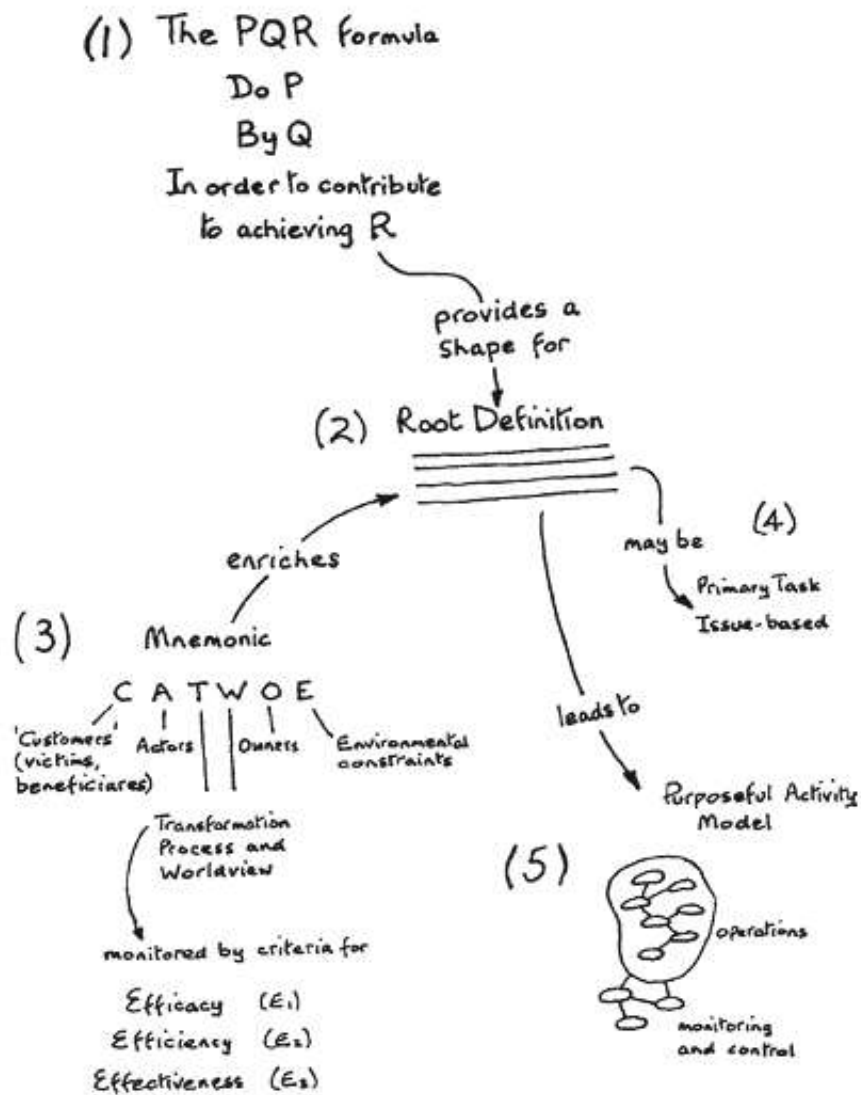 (1) The PQR formula
Do P
By Q
In order to contribute
to achieving R
provides a
shape for
(2) Root Definition
enriches
may be
(4)
Primary Task
Issue-based
(3)
Mnemonic
C A T W O E
'Customers'
(victims,
beneficiares)
Actors
Owners
Environmental
constraints
Transformation
Process and
Worldview
monitored by criteria for
Efficacy (E₁)
Efficiency (E₂)
Effectiveness (E₃)
leads to
Purposeful Activity
Model
(5)
operations
monitoring
and control